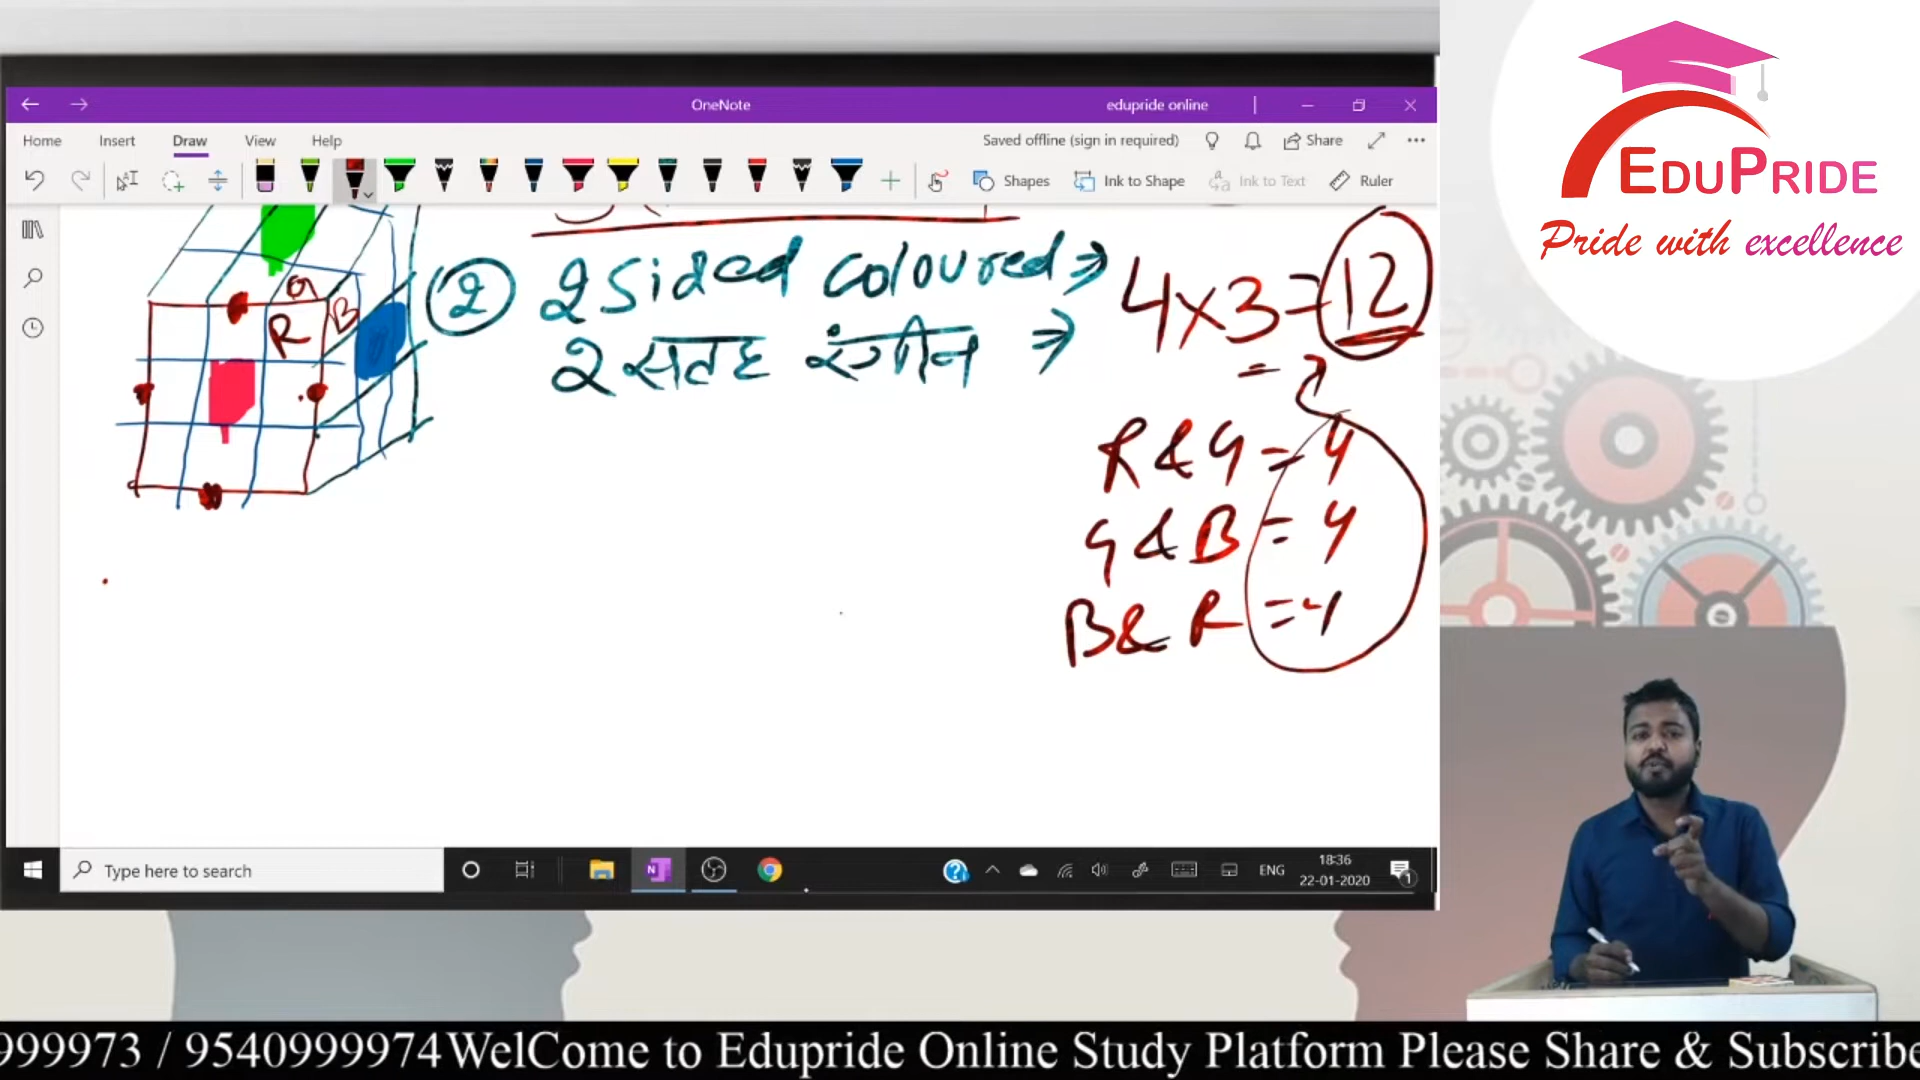 OneNote
edupride online
Home Insert Draw View Help
Saved offline (sign in required)
Share
Shapes
Ink to Shape
Ink to Text
Ruler
② 2 Sided coloured ⇒ 4x3=12
2 सतह रंगीन ⇒
R & G = 4
G & B = 4
B & R = 4
G
R
B
EDUPRIDE
Pride with excellence
Type here to search
ENG
18:36
22-01-2020
1
999973 / 9540999974 WelCome to Edupride Online Study Platform Please Share & Subscribe